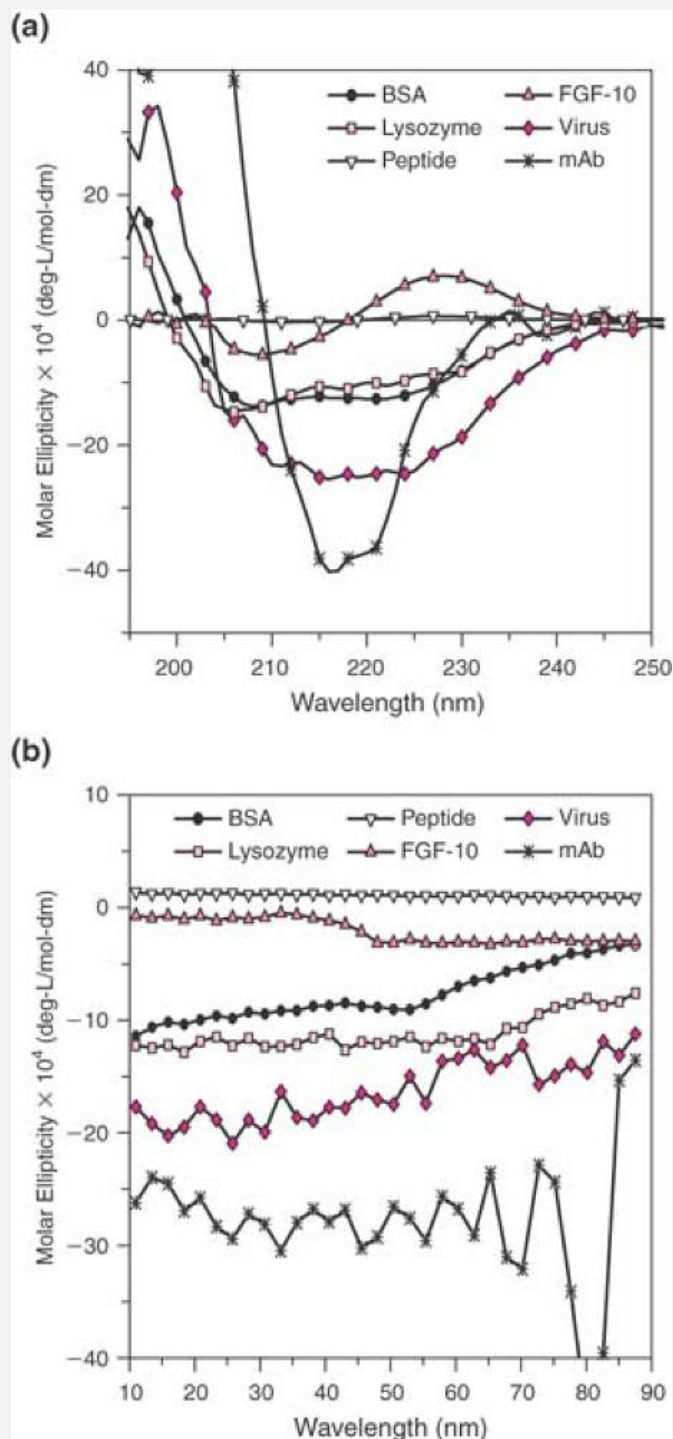 (a)
Molar Ellipticity × 10⁴ (deg-L/mol-dm)
40
20
0
−20
−40
BSA
FGF-10
Lysozyme
Virus
Peptide
mAb
200 210 220 230 240 250
Wavelength (nm)
(b)
Molar Ellipticity × 10⁴ (deg-L/mol-dm)
10
0
−10
−20
−30
−40
BSA
Peptide
Virus
Lysozyme
FGF-10
mAb
10 20 30 40 50 60 70 80 90
Wavelength (nm)